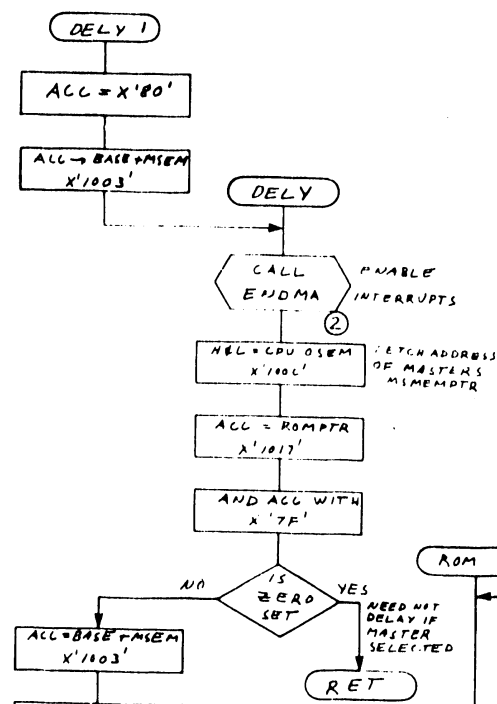 DELY 1
ACC = X'80'
ACC → BASE + MSEM
X'1003'
DELY
CALL
ENDMA
ENABLE
INTERRUPTS
2
H&L = CPU OSEM
X'100C'
FETCH ADDRESS
OF MASTERS
MSMEMPTR
ACC = ROMPTR
X'1017'
AND ACC WITH
X'7F'
ROM
IS
ZERO
SET
NO
YES
NEED NOT
DELAY IF
MASTER
SELECTED
ACC = BASE + MSEM
X'1003'
RET